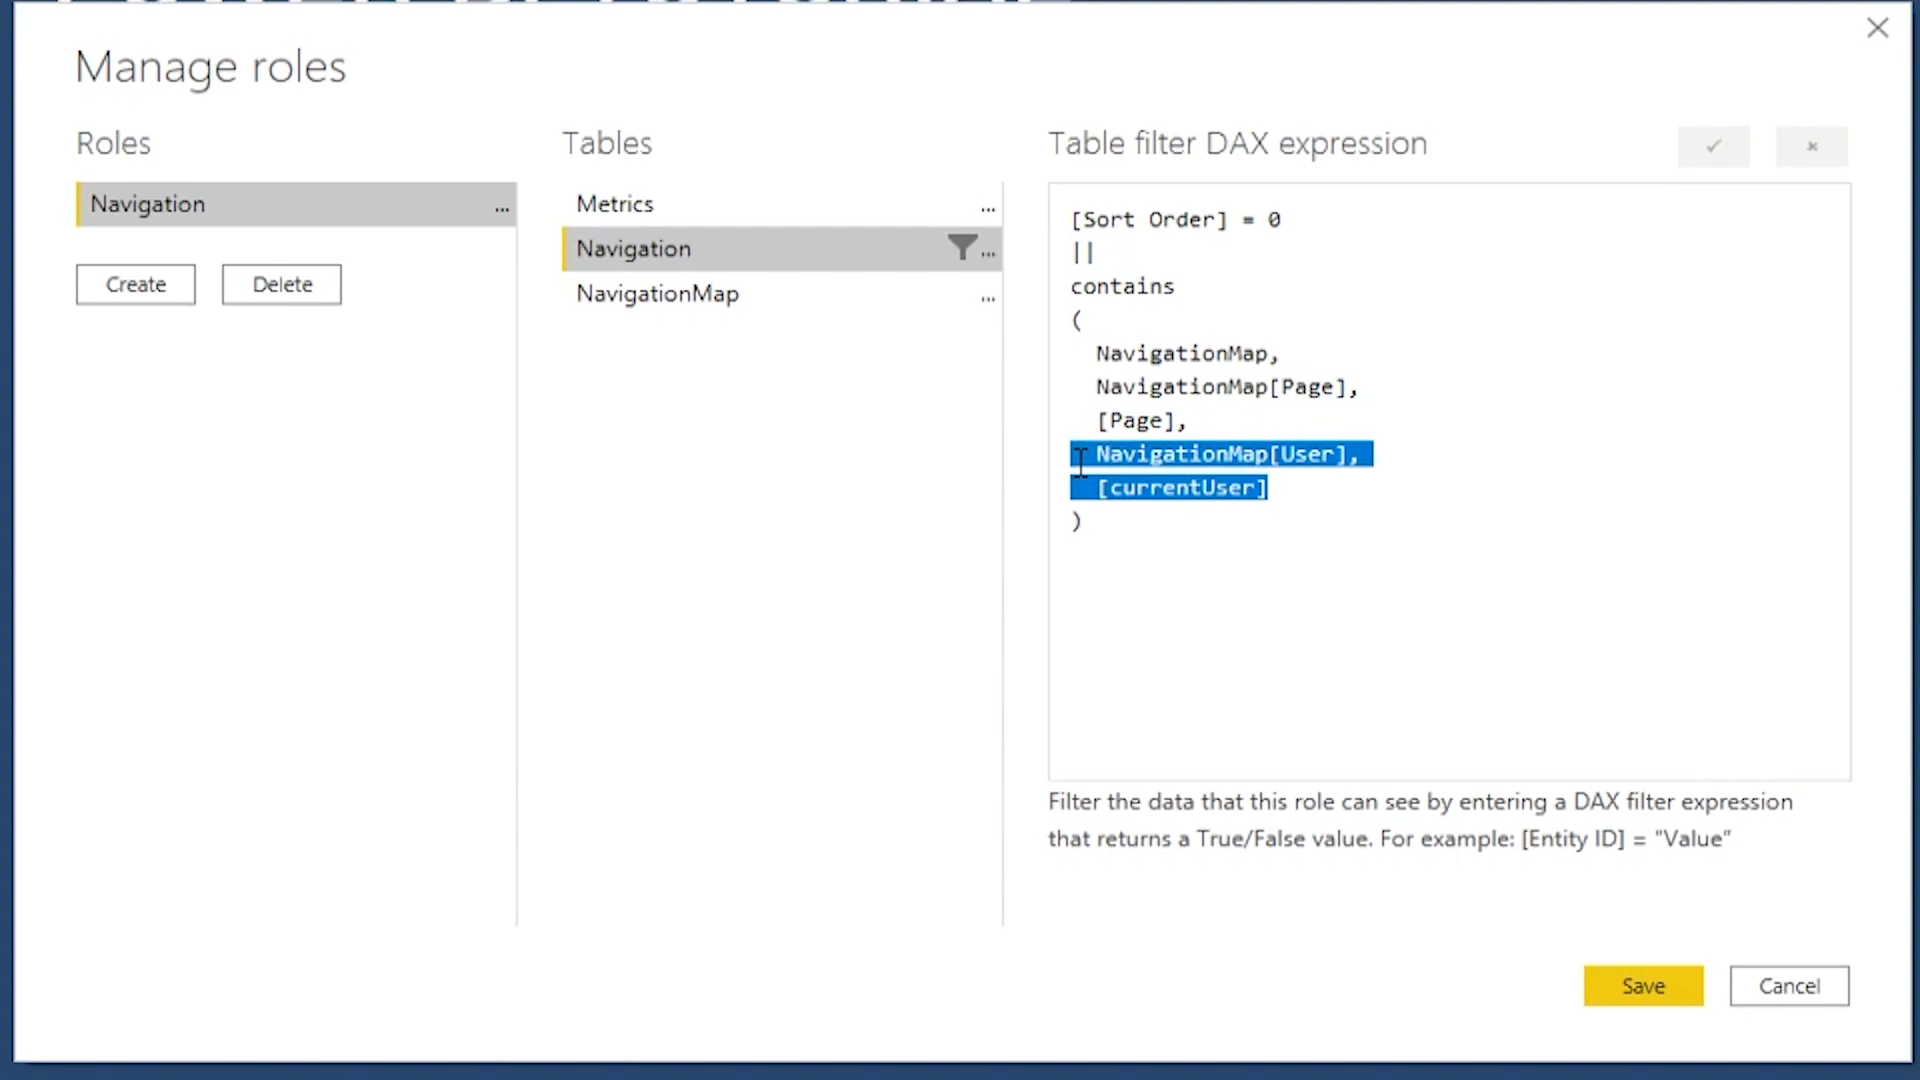 Manage roles
Roles
Navigation
...
Create
Delete
Tables
Metrics
...
Navigation
...
NavigationMap
...
Table filter DAX expression
[Sort Order] = 0
||
contains
(
NavigationMap,
NavigationMap[Page],
[Page],
NavigationMap[User],
[currentUser]
)
Filter the data that this role can see by entering a DAX filter expression
that returns a True/False value. For example: [Entity ID] = "Value"
Save
Cancel